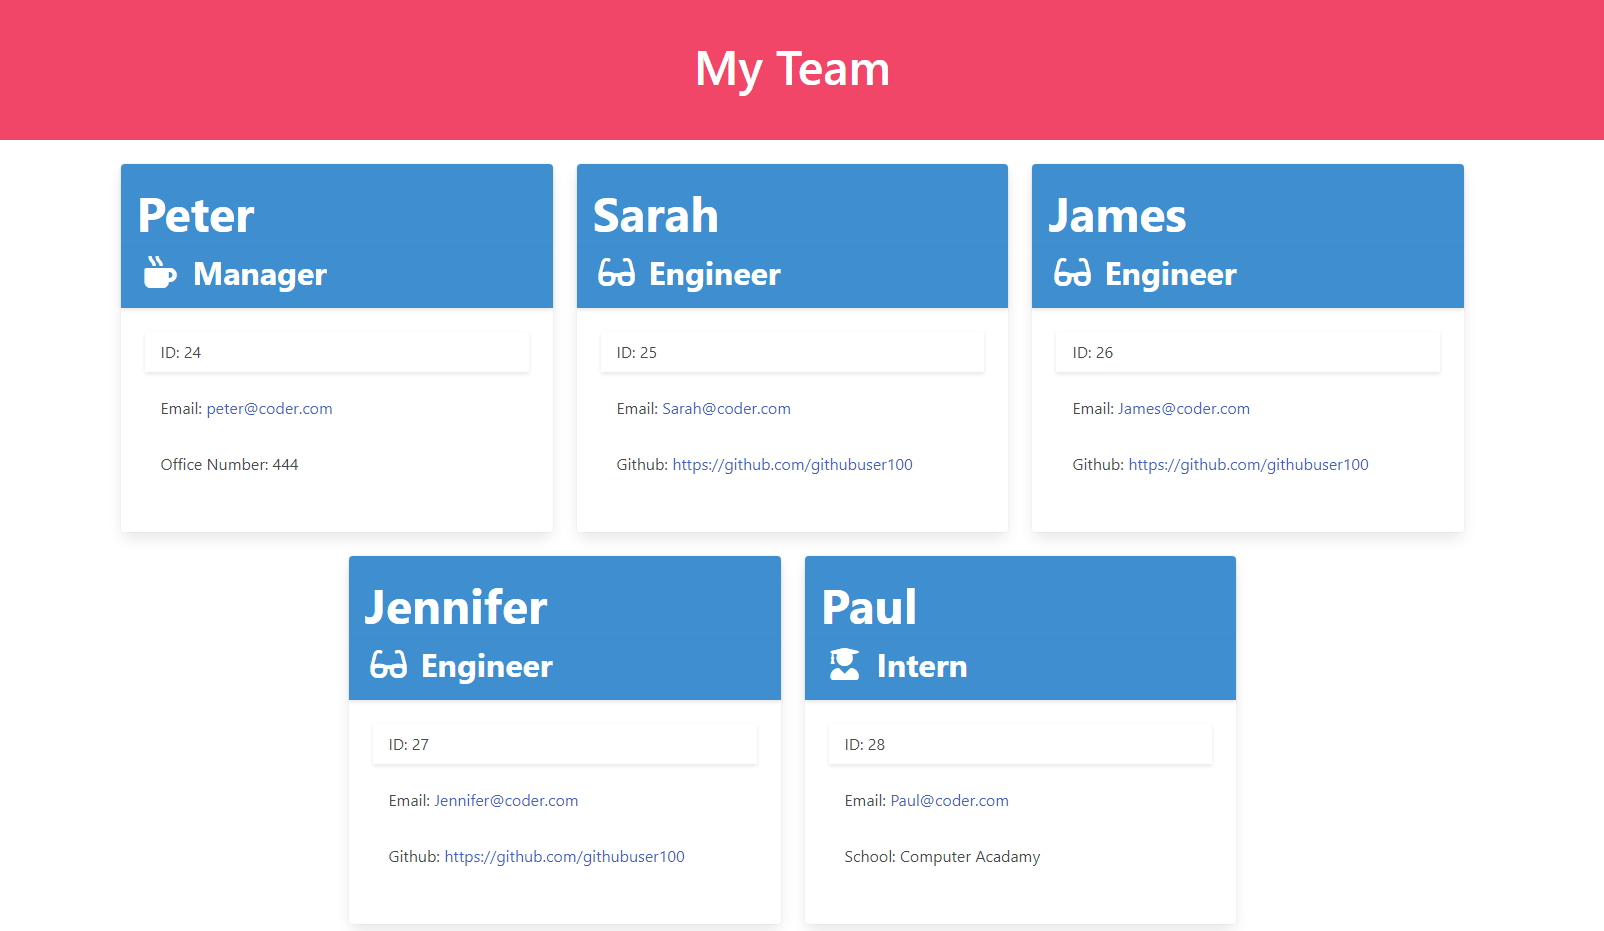 My Team
Peter
Manager
ID: 24
Email: peter@coder.com
Office Number: 444
Sarah
Engineer
ID: 25
Email: Sarah@coder.com
Github: https://github.com/githubuser100
James
Engineer
ID: 26
Email: James@coder.com
Github: https://github.com/githubuser100
Jennifer
Engineer
ID: 27
Email: Jennifer@coder.com
Github: https://github.com/githubuser100
Paul
Intern
ID: 28
Email: Paul@coder.com
School: Computer Acadamy